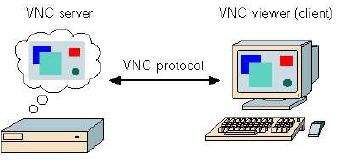 VNC server
VNC viewer (client)
VNC protocol